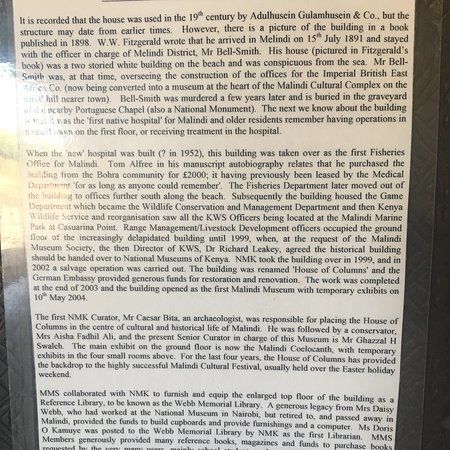 It is recorded that the house was used in the 19th century by Adulhusein Gulamhusein & Co., but the
structure may date from earlier times. However, there is a picture of the building in a book
published in 1898. W.W. Fitzgerald wrote that he arrived in Melindi on 15th July 1891 and stayed
with the officer in charge of Melindi District, Mr Bell-Smith. His house (pictured in Fitzgerald's
book) was a two storied white building on the beach and was conspicuous from the sea. Mr Bell-
Smith was, at that time, overseeing the construction of the offices for the Imperial British East
Africa Co. (now being converted into a museum at the heart of the Malindi Cultural Complex on the
small hill nearer town). Bell-Smith was murdered a few years later and is buried in the graveyard
of the nearby Portuguese Chapel (also a National Monument). The next we know about the building
is that it was the 'first native hospital' for Malindi and older residents remember having operations in
a small room on the first floor, or receiving treatment in the hospital.
When the 'new' hospital was built (? in 1952), this building was taken over as the first Fisheries
Office for Malindi. Tom Alfree in his manuscript autobiography relates that he purchased the
building from the Bohra community for £2000; it having previously been leased by the Medical
Department 'for as long as anyone could remember'. The Fisheries Department later moved out of
the building to offices further south along the beach. Subsequently the building housed the Game
Department which became the Wildlife Conservation and Management Department and then Kenya
Wildlife Service and reorganisation saw all the KWS Officers being located at the Malindi Marine
Park at Casuarina Point. Range Management/Livestock Development officers occupied the ground
floor of the increasingly delapidated building until 1999, when, at the request of the Malindi
Museum Society, the then Director of KWS, Dr Richard Leakey, agreed the historical building
should be handed over to National Museums of Kenya. NMK took the building over in 1999, and in
2002 a salvage operation was carried out. The building was renamed 'House of Columns' and the
German Embassy provided generous funds for restoration and renovation. The work was completed
at the end of 2003 and the building opened as the first Malindi Museum with temporary exhibits on
10th May 2004.
The first NMK Curator, Mr Caesar Bita, an archaeologist, was responsible for placing the House of
Columns in the centre of cultural and historical life of Malindi. He was followed by a conservator,
Mrs Aisha Fadhil Ali, and the present Senior Curator in charge of this Museum is Mr Ghazzal H
Swaleh. The main exhibit on the ground floor is now the Malindi Coelocanth, with temporary
exhibits in the four small rooms above. For the last four years, the House of Columns has provided
the backdrop to the highly successful Malindi Cultural Festival, usually held over the Easter holiday
weekend.
MMS collaborated with NMK to furnish and equip the enlarged top floor of the building as a
Reference Library, to be known as the Webb Memorial Library. A generous legacy from Mrs Daisy
Webb, who had worked at the National Museum in Nairobi, but retired to, and passed away in
Malindi, provided the funds to build cupboards and provide furnishings and a computer. Ms Doris
O Kamuye was posted to the Webb Memorial Library by NMK as the first Librarian. MMS
Members generously provided many reference books, magazines and funds to purchase books
requested by the very many users, mainly school